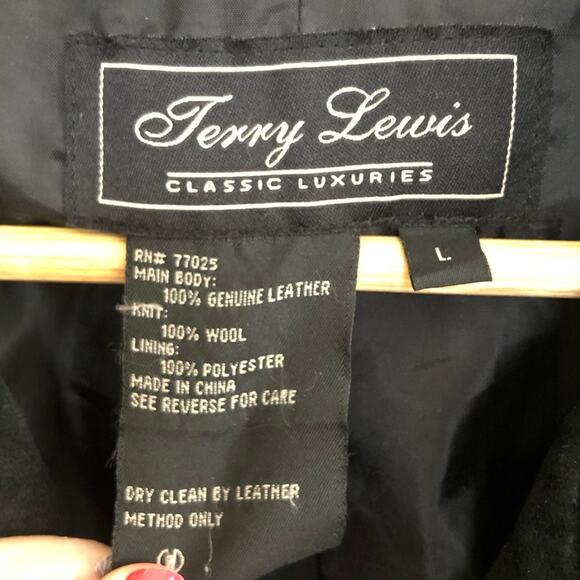 Terry Lewis
CLASSIC LUXURIES
L
RN# 77025
MAIN BODY:
100% GENUINE LEATHER
KNIT:
100% WOOL
LINING:
100% POLYESTER
MADE IN CHINA
SEE REVERSE FOR CARE
DRY CLEAN BY LEATHER
METHOD ONLY